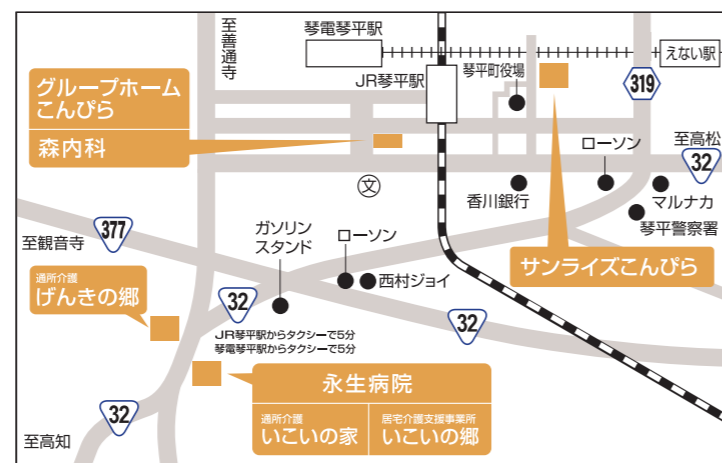 至善通寺
琴電琴平駅
えない駅
JR琴平駅
琴平町役場
319
グループホーム
こんぴら
森内科
至高松
32
ローソン
文
香川銀行
マルナカ
琴平警察署
377
至観音寺
ガソリン
スタンド
ローソン
西村ジョイ
サンライズこんぴら
通所介護
げんきの郷
32
32
JR琴平駅からタクシーで5分
琴電琴平駅からタクシーで5分
永生病院
通所介護
いこいの家
居宅介護支援事業所
いこいの郷
32
至高知